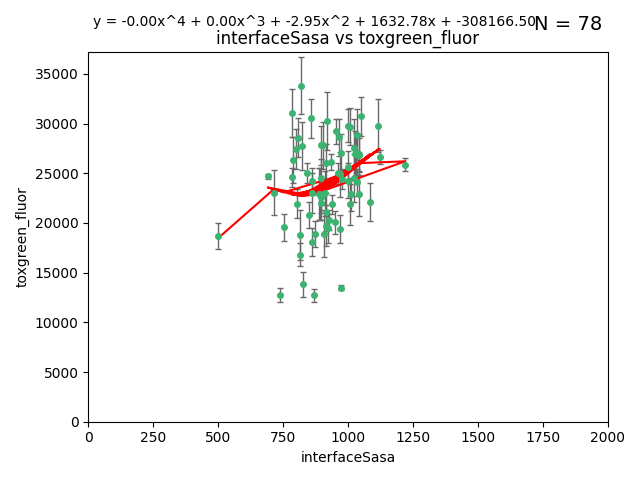 y = -0.00x^4 + 0.00x^3 + -2.95x^2 + 1632.78x + -308166.50
N = 78
interfaceSasa vs toxgreen_fluor
35000
30000
25000
20000
15000
10000
5000
0
toxgreen_fluor
0 250 500 750 1000 1250 1500 1750 2000
interfaceSasa